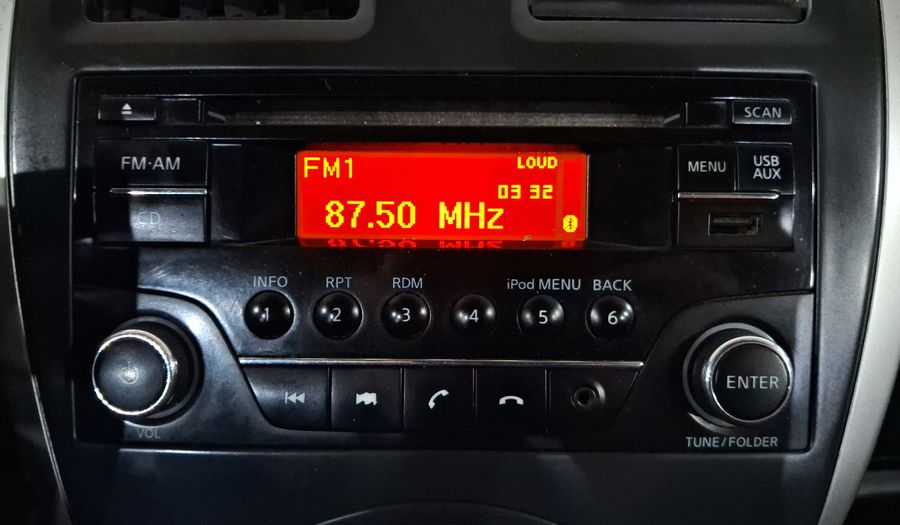 SCAN
FM·AM
CD
FM1
LOUD
03 32
87.50 MHz
MENU
USB
AUX
INFO
RPT
RDM
iPod MENU
BACK
1
2
3
4
5
6
ENTER
VOL
TUNE/FOLDER